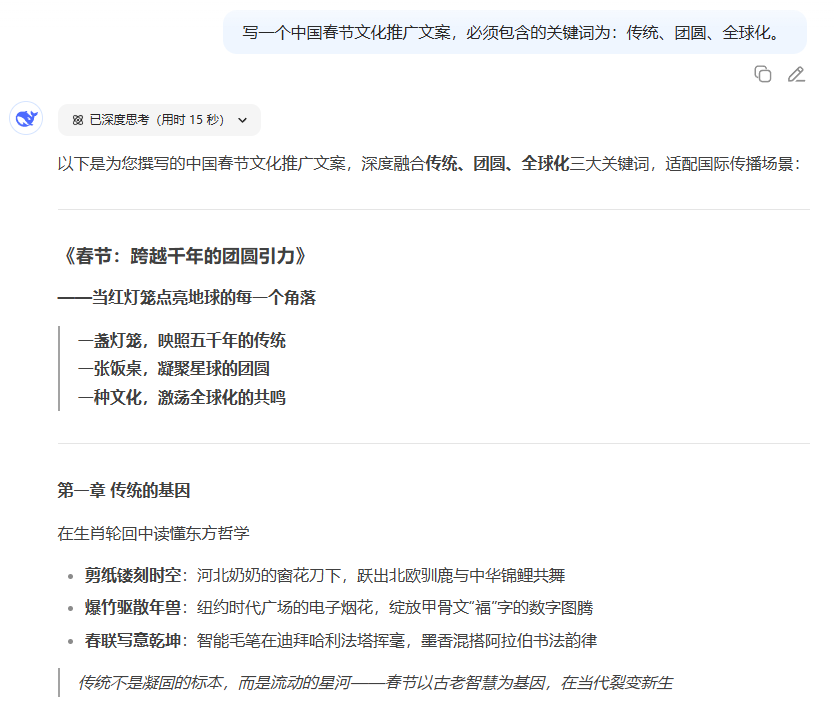 写一个中国春节文化推广文案，必须包含的关键词为：传统、团圆、全球化。
已深度思考（用时 15 秒）
以下是为您撰写的中国春节文化推广文案，深度融合传统、团圆、全球化三大关键词，适配国际传播场景：
《春节：跨越千年的团圆引力》
——当红灯笼点亮地球的每一个角落
一盏灯笼，映照五千年的传统
一张饭桌，凝聚星球的团圆
一种文化，激荡全球化的共鸣
第一章 传统的基因
在生肖轮回中读懂东方哲学
剪纸镂刻时空：河北奶奶的窗花刀下，跃出北欧驯鹿与中华锦鲤共舞
爆竹驱散年兽：纽约时代广场的电子烟花，绽放甲骨文“福”字的数字图腾
春联写意乾坤：智能毛笔在迪拜哈利法塔挥毫，墨香混搭阿拉伯书法韵律
传统不是凝固的标本，而是流动的星河——春节以古老智慧为基因，在当代裂变新生